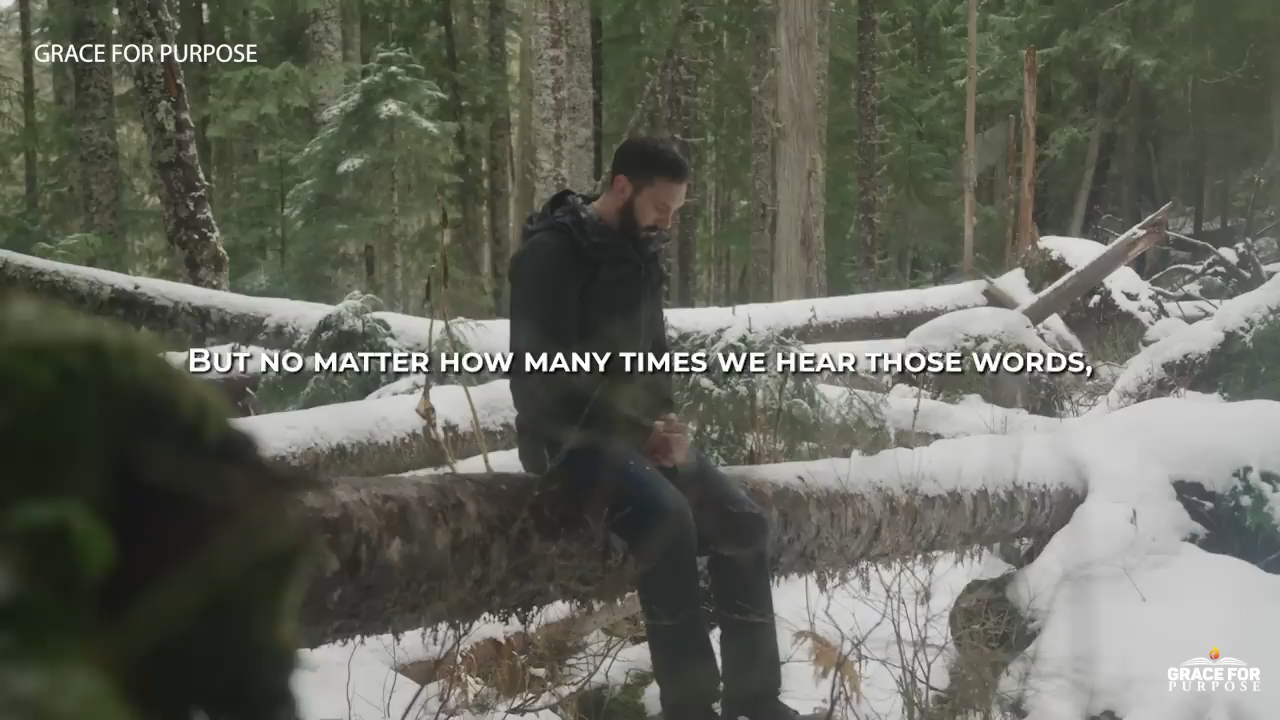 GRACE FOR PURPOSE
But no matter how many times we hear those words,
GRACE FOR
PURPOSE